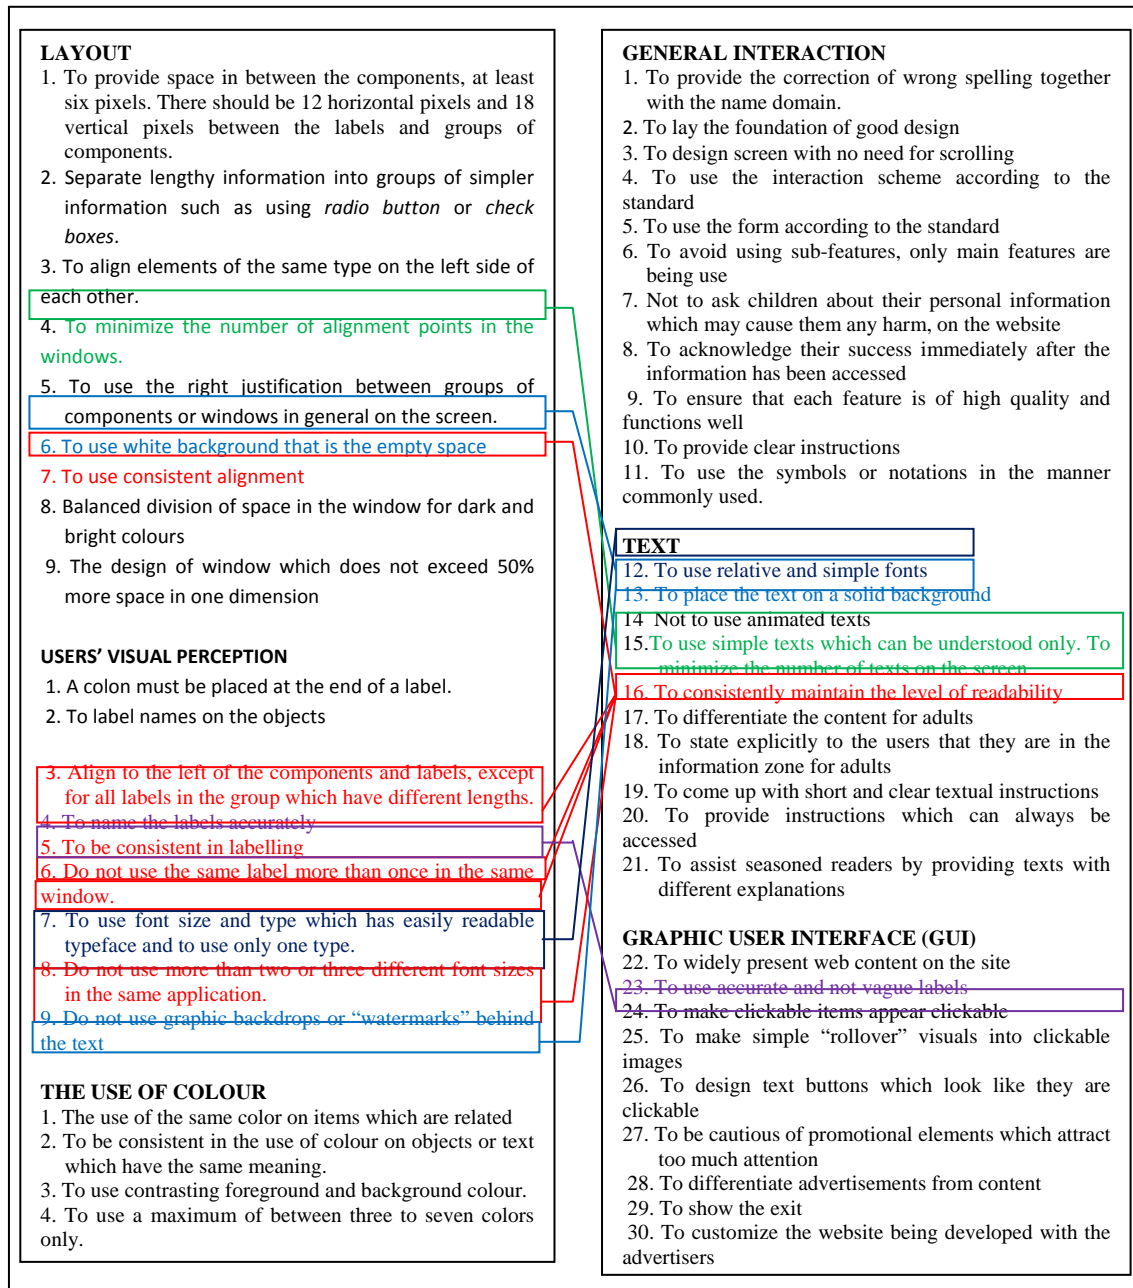 LAYOUT
1. To provide space in between the components, at least
six pixels. There should be 12 horizontal pixels and 18
vertical pixels between the labels and groups of
components.
2. Separate lengthy information into groups of simpler
information such as using radio button or check
boxes.
3. To align elements of the same type on the left side of
each other.
4. To minimize the number of alignment points in the
windows.
5. To use the right justification between groups of
components or windows in general on the screen.
6. To use white background that is the empty space
7. To use consistent alignment
8. Balanced division of space in the window for dark and
bright colours
9. The design of window which does not exceed 50%
more space in one dimension
USERS' VISUAL PERCEPTION
1. A colon must be placed at the end of a label.
2. To label names on the objects
3. Align to the left of the components and labels, except
for all labels in the group which have different lengths.
4. To name the labels accurately
5. To be consistent in labelling
6. Do not use the same label more than once in the same
window.
7. To use font size and type which has easily readable
typeface and to use only one type.
8. Do not use more than two or three different font sizes
in the same application.
9. Do not use graphic backdrops or “watermarks” behind
the text
THE USE OF COLOUR
1. The use of the same color on items which are related
2. To be consistent in the use of colour on objects or text
which have the same meaning.
3. To use contrasting foreground and background colour.
4. To use a maximum of between three to seven colors
only.
GENERAL INTERACTION
1. To provide the correction of wrong spelling together
with the name domain.
2. To lay the foundation of good design
3. To design screen with no need for scrolling
4. To use the interaction scheme according to the
standard
5. To use the form according to the standard
6. To avoid using sub-features, only main features are
being use
7. Not to ask children about their personal information
which may cause them any harm, on the website
8. To acknowledge their success immediately after the
information has been accessed
9. To ensure that each feature is of high quality and
functions well
10. To provide clear instructions
11. To use the symbols or notations in the manner
commonly used.
TEXT
12. To use relative and simple fonts
13. To place the text on a solid background
14 Not to use animated texts
15.To use simple texts which can be understood only. To
minimize the number of texts on the screen
16. To consistently maintain the level of readability
17. To differentiate the content for adults
18. To state explicitly to the users that they are in the
information zone for adults
19. To come up with short and clear textual instructions
20. To provide instructions which can always be
accessed
21. To assist seasoned readers by providing texts with
different explanations
GRAPHIC USER INTERFACE (GUI)
22. To widely present web content on the site
23. To use accurate and not vague labels
24. To make clickable items appear clickable
25. To make simple “rollover” visuals into clickable
images
26. To design text buttons which look like they are
clickable
27. To be cautious of promotional elements which attract
too much attention
28. To differentiate advertisements from content
29. To show the exit
30. To customize the website being developed with the
advertisers